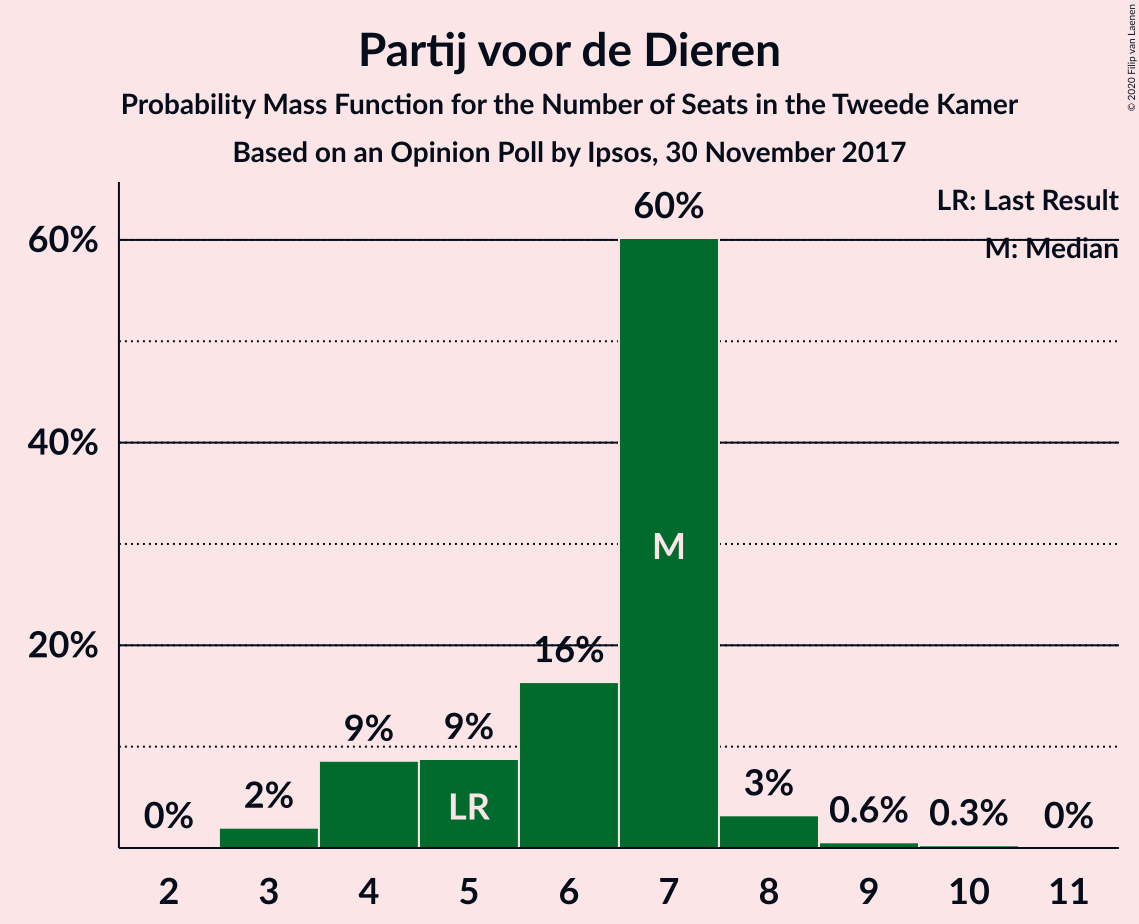 Partij voor de Dieren
Probability Mass Function for the Number of Seats in the Tweede Kamer
Based on an Opinion Poll by Ipsos, 30 November 2017
© 2020 Filip van Laenen
LR: Last Result
M: Median
60%
40%
20%
0%
2%
9%
9%
16%
60%
3%
0.6%
0.3%
0%
LR
M
2 3 4 5 6 7 8 9 10 11